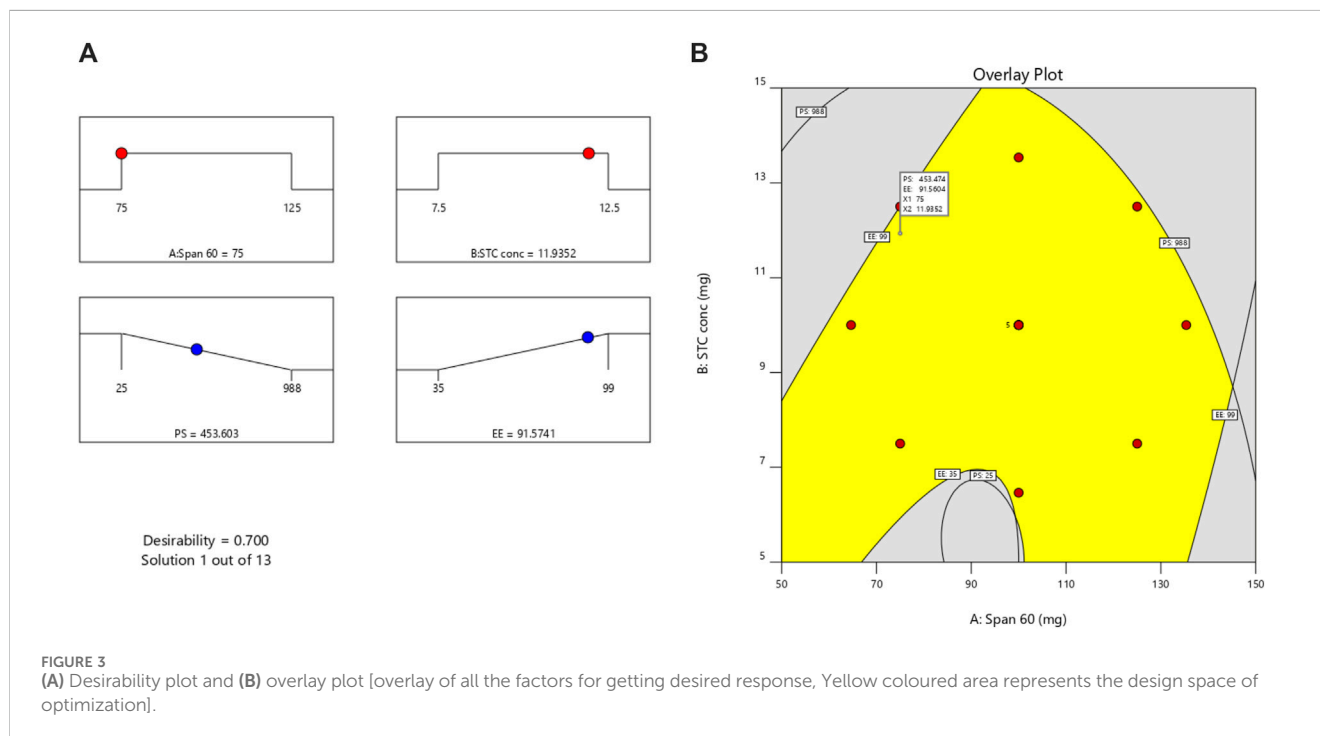 A
75
125
A:Span 60 = 75
7.5
12.5
B:STC conc = 11.9352
25
988
PS = 453.603
35
99
EE = 91.5741
Desirability = 0.700
Solution 1 out of 13
B
Overlay Plot
B: STC conc (mg)
15
13
11
9
7
5
PS: 988
PS: 453.474
EE: 91.5604
X1 75
X2 11.9352
EE: 99
PS: 988
5
EE: 99
EE: 35
PS: 25
50
70
90
110
130
150
A: Span 60 (mg)
FIGURE 3
(A) Desirability plot and (B) overlay plot [overlay of all the factors for getting desired response, Yellow coloured area represents the design space of
optimization].